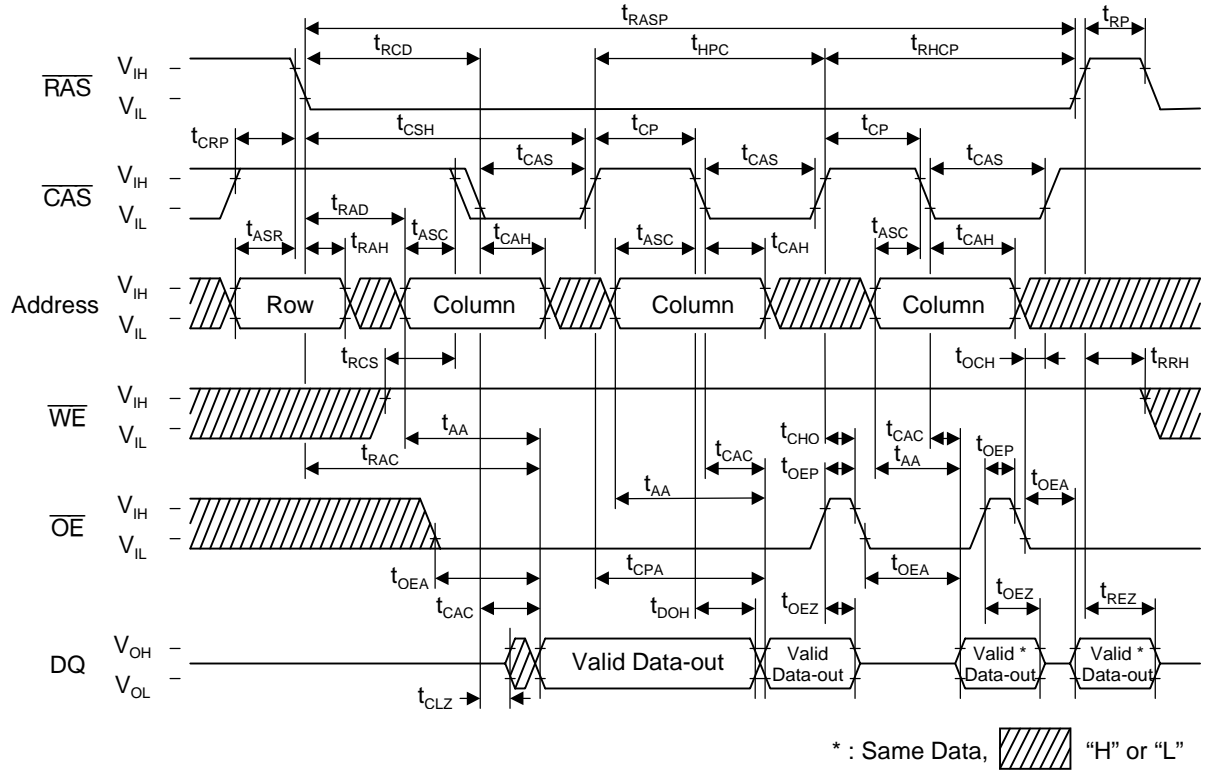 tRASP tRP
tRCD tHPC tRHCP
RAS VIH
VIL
tCRP tCSH tCP tCP
tCAS tCAS tCAS
CAS VIH
VIL
tRAD
tASR tRAH tASC tCAH tASC tCAH tASC tCAH
Address VIH
VIL
Row Column Column Column
tRCS tOCH tRRH
WE VIH
VIL
tAA tCHO tCAC
tRAC tCAC tOEP tAA tOEP
tAA tOEA
OE VIH
VIL
tOEA tCPA tOEA
tCAC tDOH tOEZ tOEZ tREZ
DQ VOH
VOL
Valid Data-out Valid Data-out Valid * Data-out Valid * Data-out
tCLZ
* : Same Data, “H” or “L”